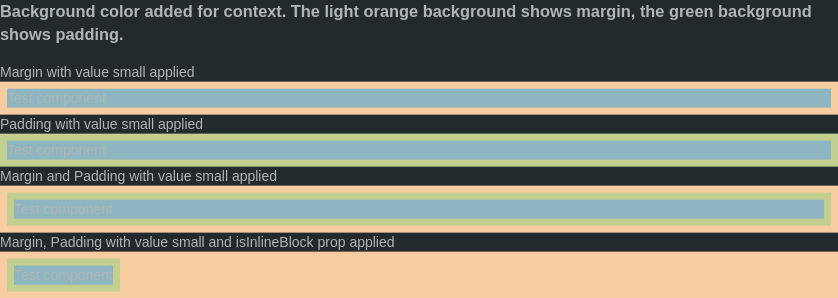 Background color added for context. The light orange background shows margin, the green background
shows padding.
Margin with value small applied
Test component
Padding with value small applied
Test component
Margin and Padding with value small applied
Test component
Margin, Padding with value small and isInlineBlock prop applied
Test component